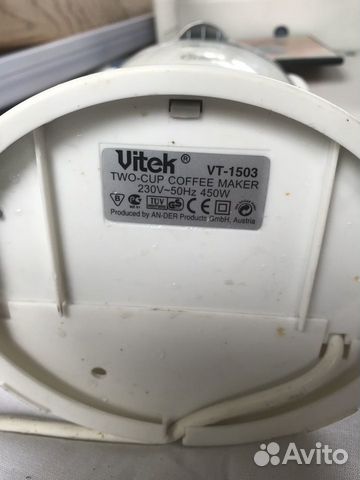 Vitek ® VT-1503
TWO-CUP COFFEE MAKER
230V~50Hz 450W
Produced by AN-DER Products GmbH, Austria
Avito